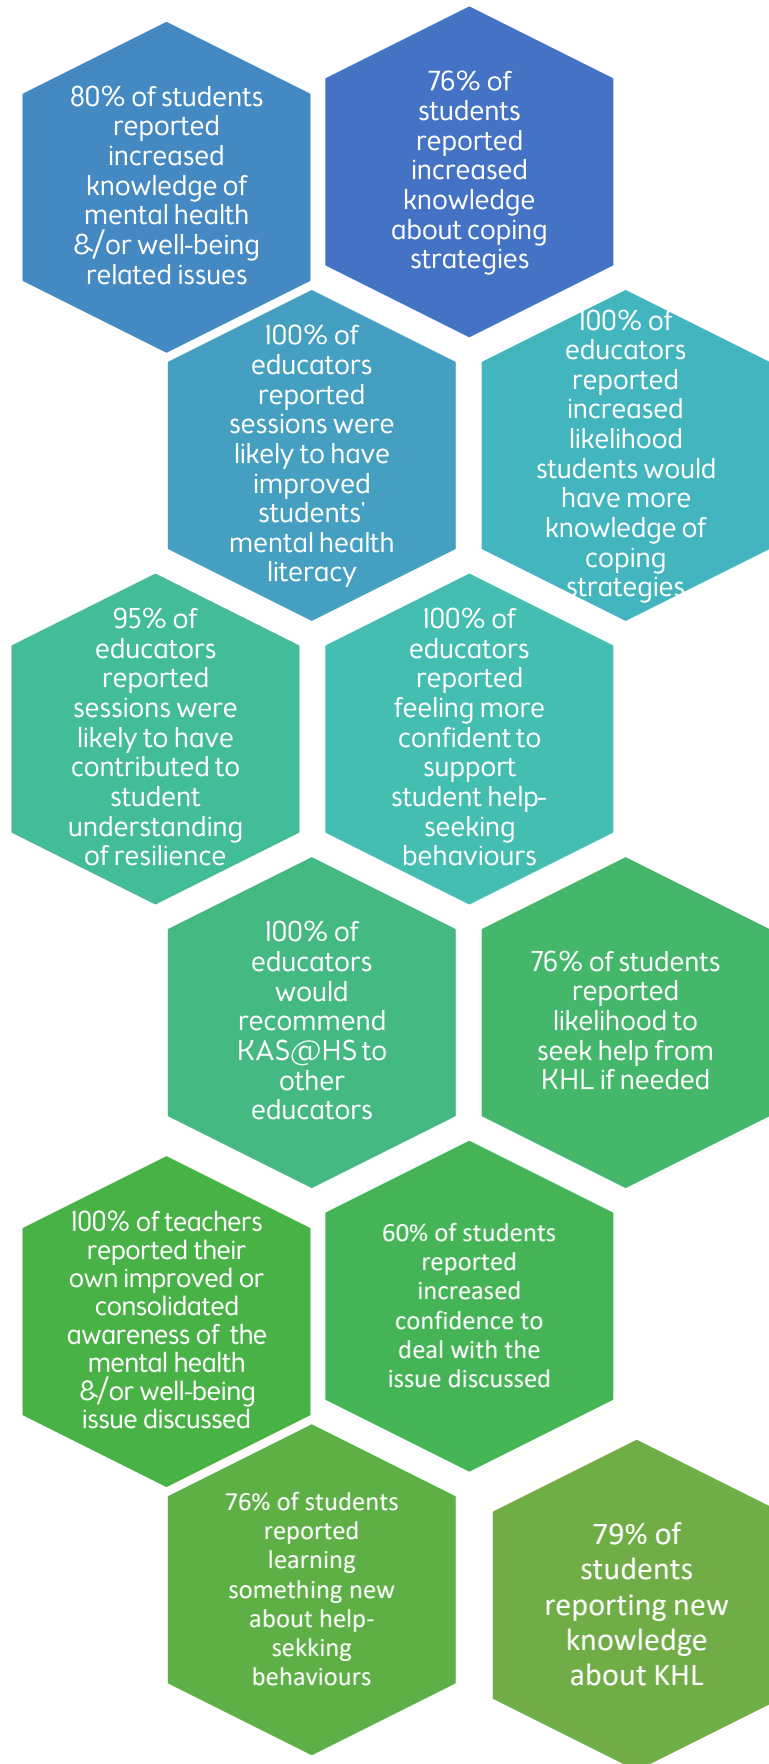 80% of students
reported
increased
knowledge of
mental health
&/or well-being
related issues
76% of
students
reported
increased
knowledge
about coping
strategies
100% of
educators
reported
sessions were
likely to have
improved
students'
mental health
literacy
100% of
educators
reported
increased
likelihood
students would
have more
knowledge of
coping
strategies
95% of
educators
reported
sessions were
likely to have
contributed to
student
understanding
of resilience
100% of
educators
reported
feeling more
confident to
support
student help-
seeking
behaviours
100% of
educators
would
recommend
KAS@HS to
other
educators
76% of students
reported
likelihood to
seek help from
KHL if needed
100% of teachers
reported their
own improved or
consolidated
awareness of the
mental health
&/or well-being
issue discussed
60% of students
reported
increased
confidence to
deal with the
issue discussed
76% of students
reported
learning
something new
about help-
sekking
behaviours
79% of
students
reporting new
knowledge
about KHL